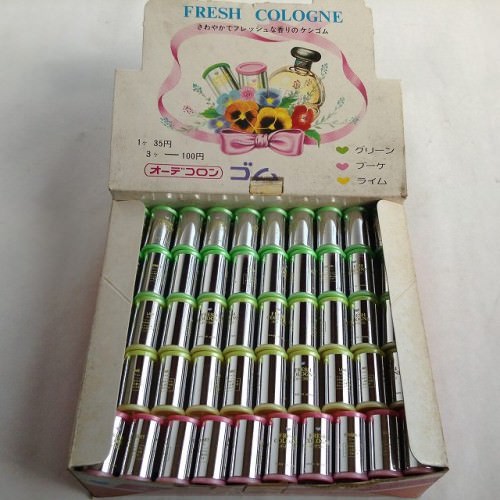 FRESH COLOGNE
さわやかでフレッシュな香りのケシゴム
1ヶ 35円
3ヶ ― 100円
オーデコロン ゴム
グリーン
ブーケ
ライム